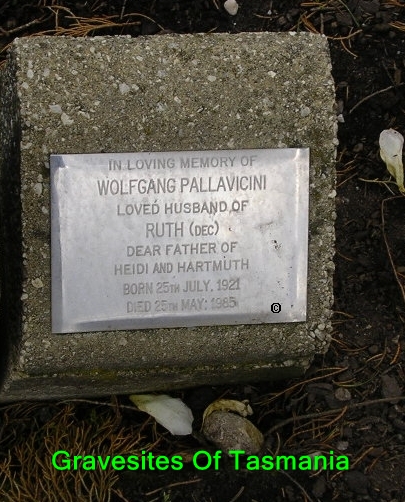 IN LOVING MEMORY OF
WOLFGANG PALLAVICINI
LOVED HUSBAND OF
RUTH (DEC)
DEAR FATHER OF
HEIDI AND HARTMUTH
BORN 25TH JULY, 1921
DIED 25TH MAY: 1985
©
Gravesites Of Tasmania